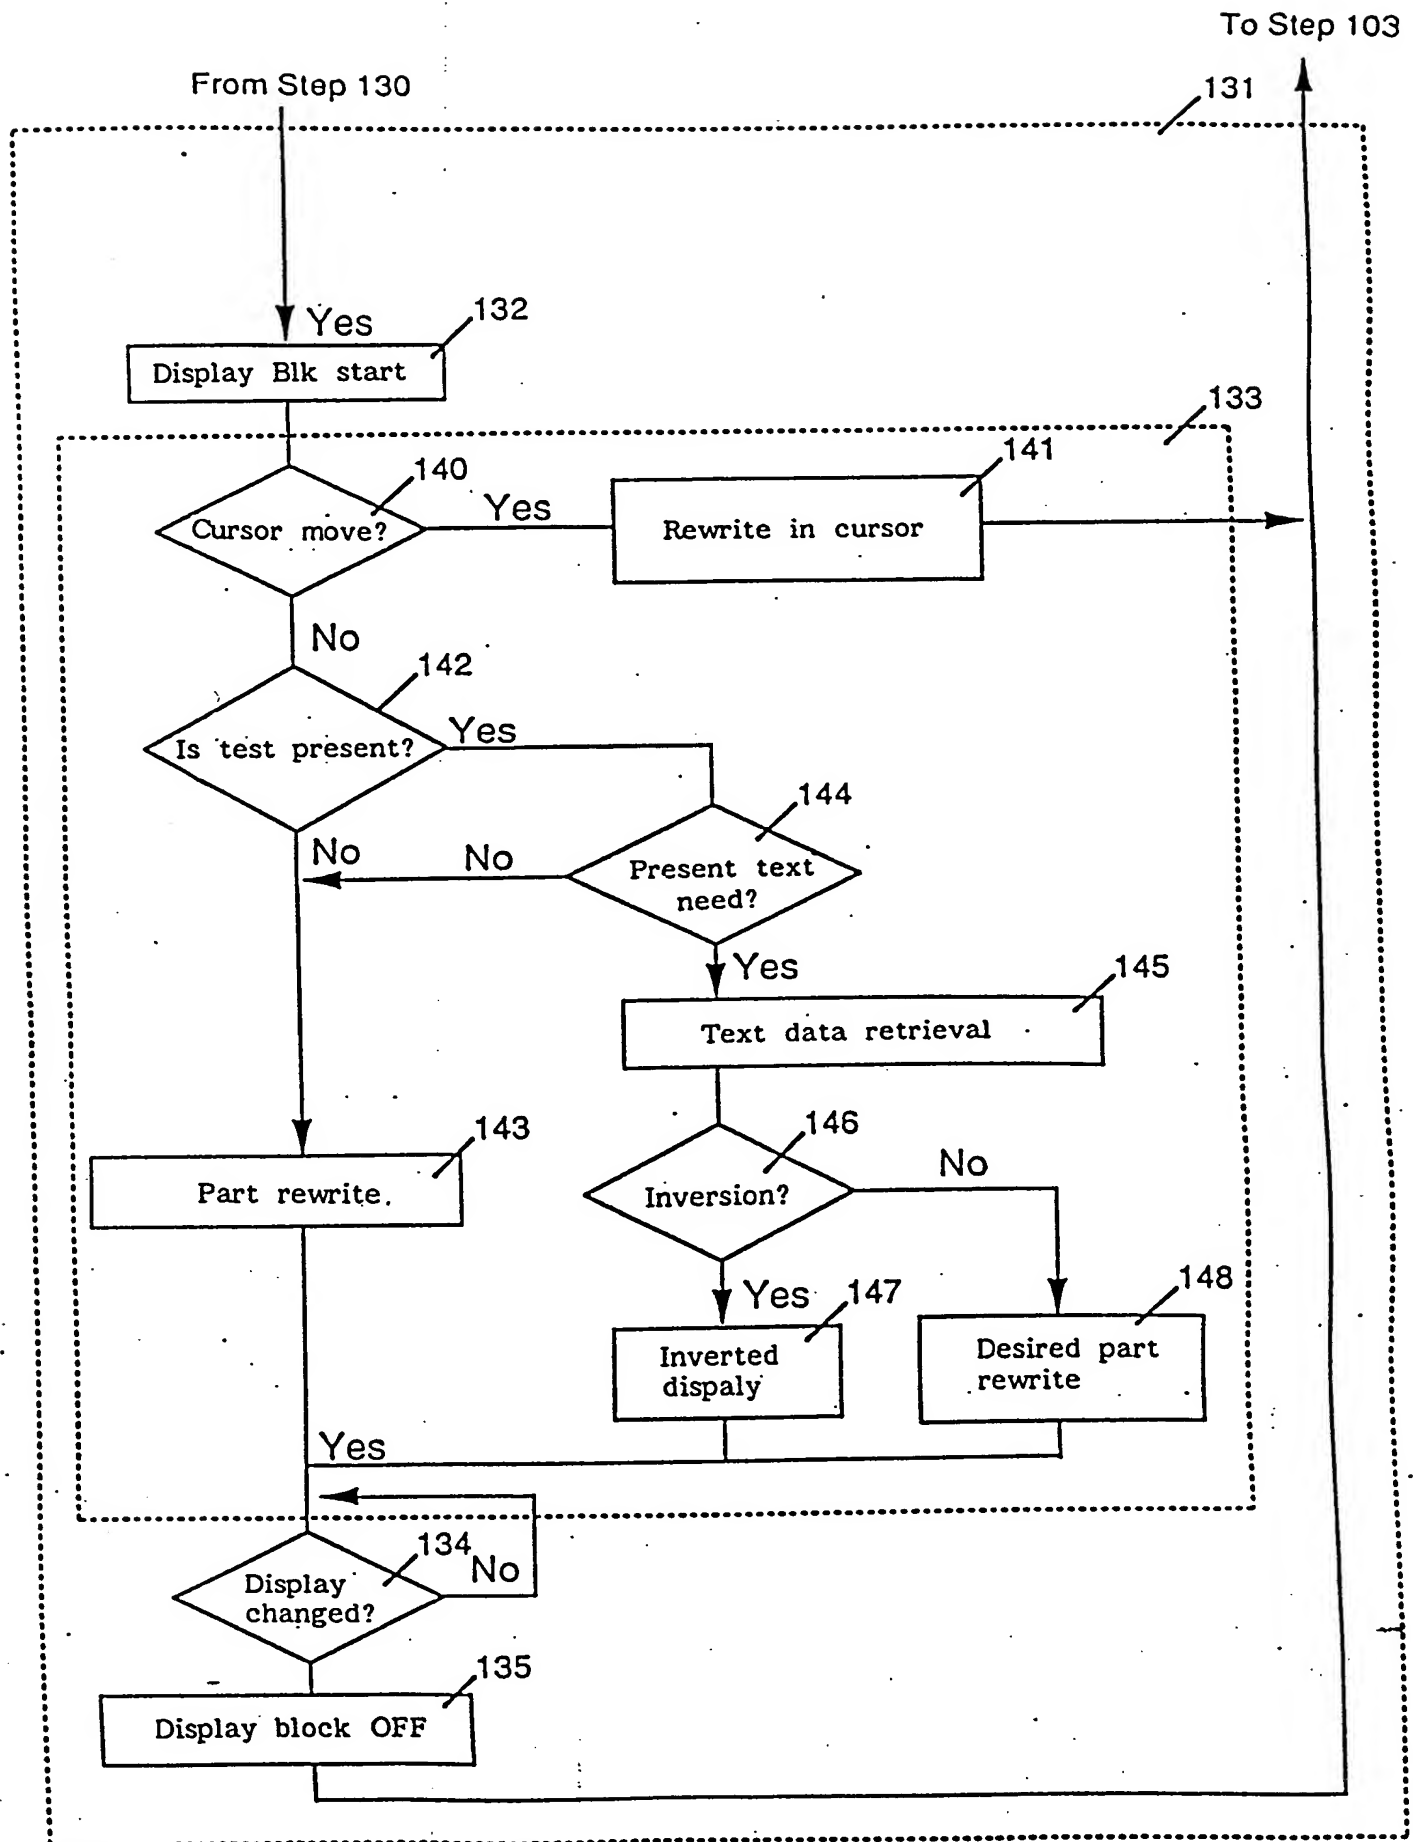 To Step 103
From Step 130
131
Yes
132
Display Blk start
133
140
141
Cursor move?
Yes
Rewrite in cursor
No
142
Is test present?
Yes
144
No
No
Present text
need?
Yes
145
Text data retrieval
143
146
Part rewrite.
Inversion?
No
Yes
147
148
Inverted
dispaly
Desired part
rewrite
Yes
134
No
Display
changed?
135
Display block OFF